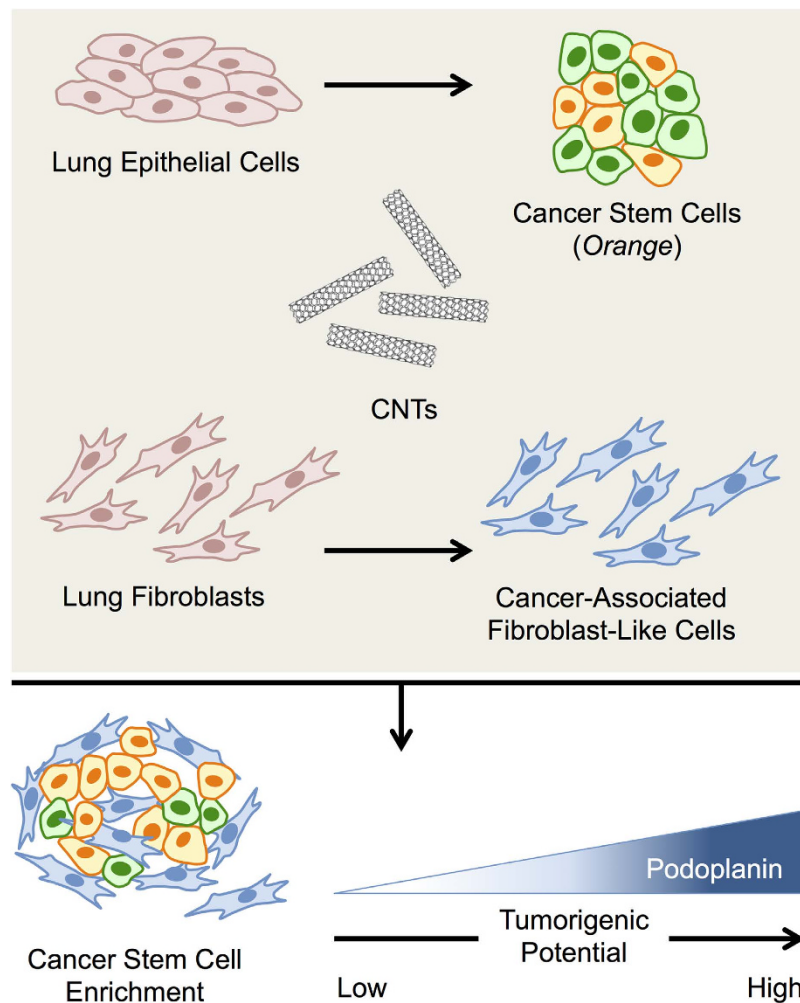 Lung Epithelial Cells
Cancer Stem Cells
(Orange)
CNTs
Lung Fibroblasts
Cancer-Associated
Fibroblast-Like Cells
Cancer Stem Cell
Enrichment
Podoplanin
Tumorigenic
Potential
Low
High